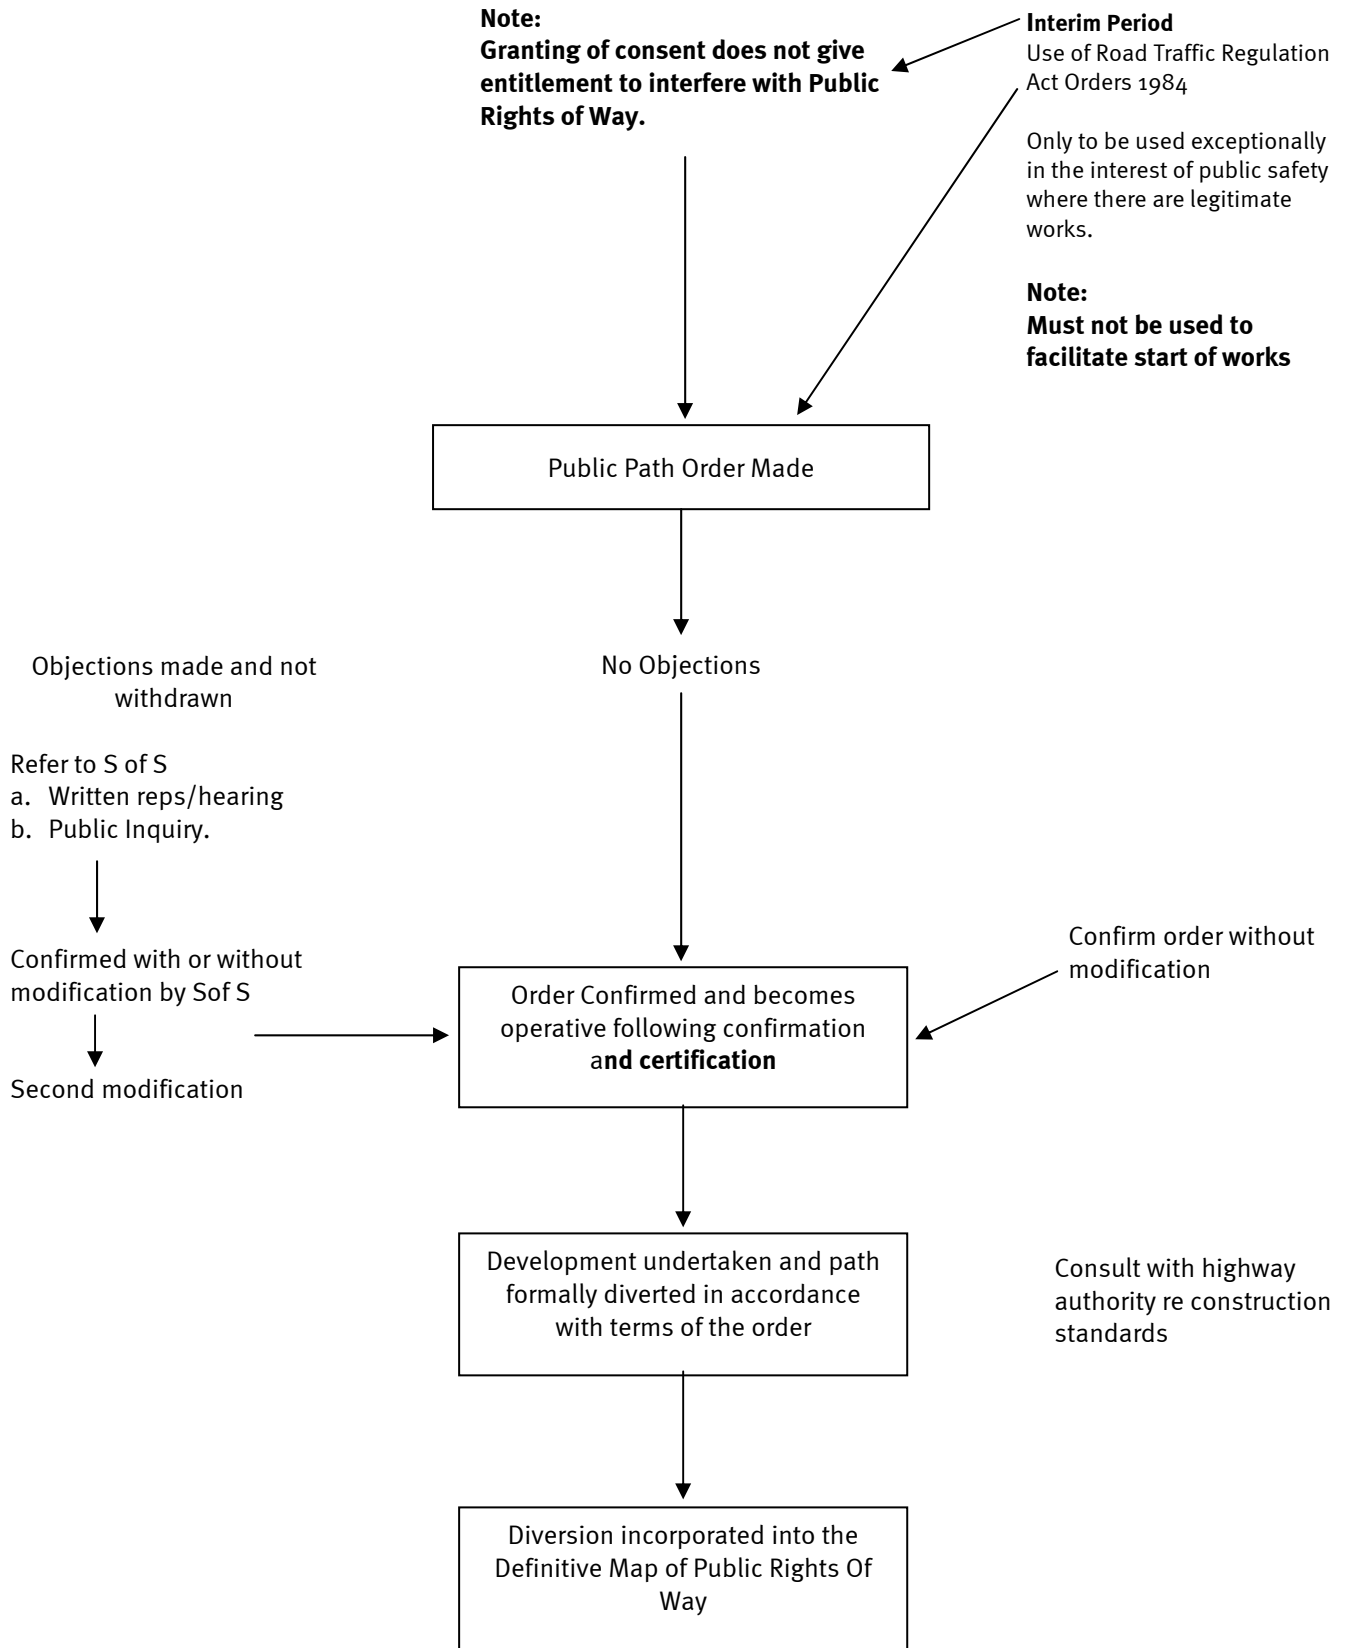 Note:
Granting of consent does not give
entitlement to interfere with Public
Rights of Way.
Interim Period
Use of Road Traffic Regulation
Act Orders 1984
Only to be used exceptionally
in the interest of public safety
where there are legitimate
works.
Note:
Must not be used to
facilitate start of works
Public Path Order Made
Objections made and not
withdrawn
No Objections
Refer to S of S
a. Written reps/hearing
b. Public Inquiry.
Confirmed with or without
modification by Sof S
Second modification
Order Confirmed and becomes
operative following confirmation
and certification
Confirm order without
modification
Development undertaken and path
formally diverted in accordance
with terms of the order
Consult with highway
authority re construction
standards
Diversion incorporated into the
Definitive Map of Public Rights Of
Way